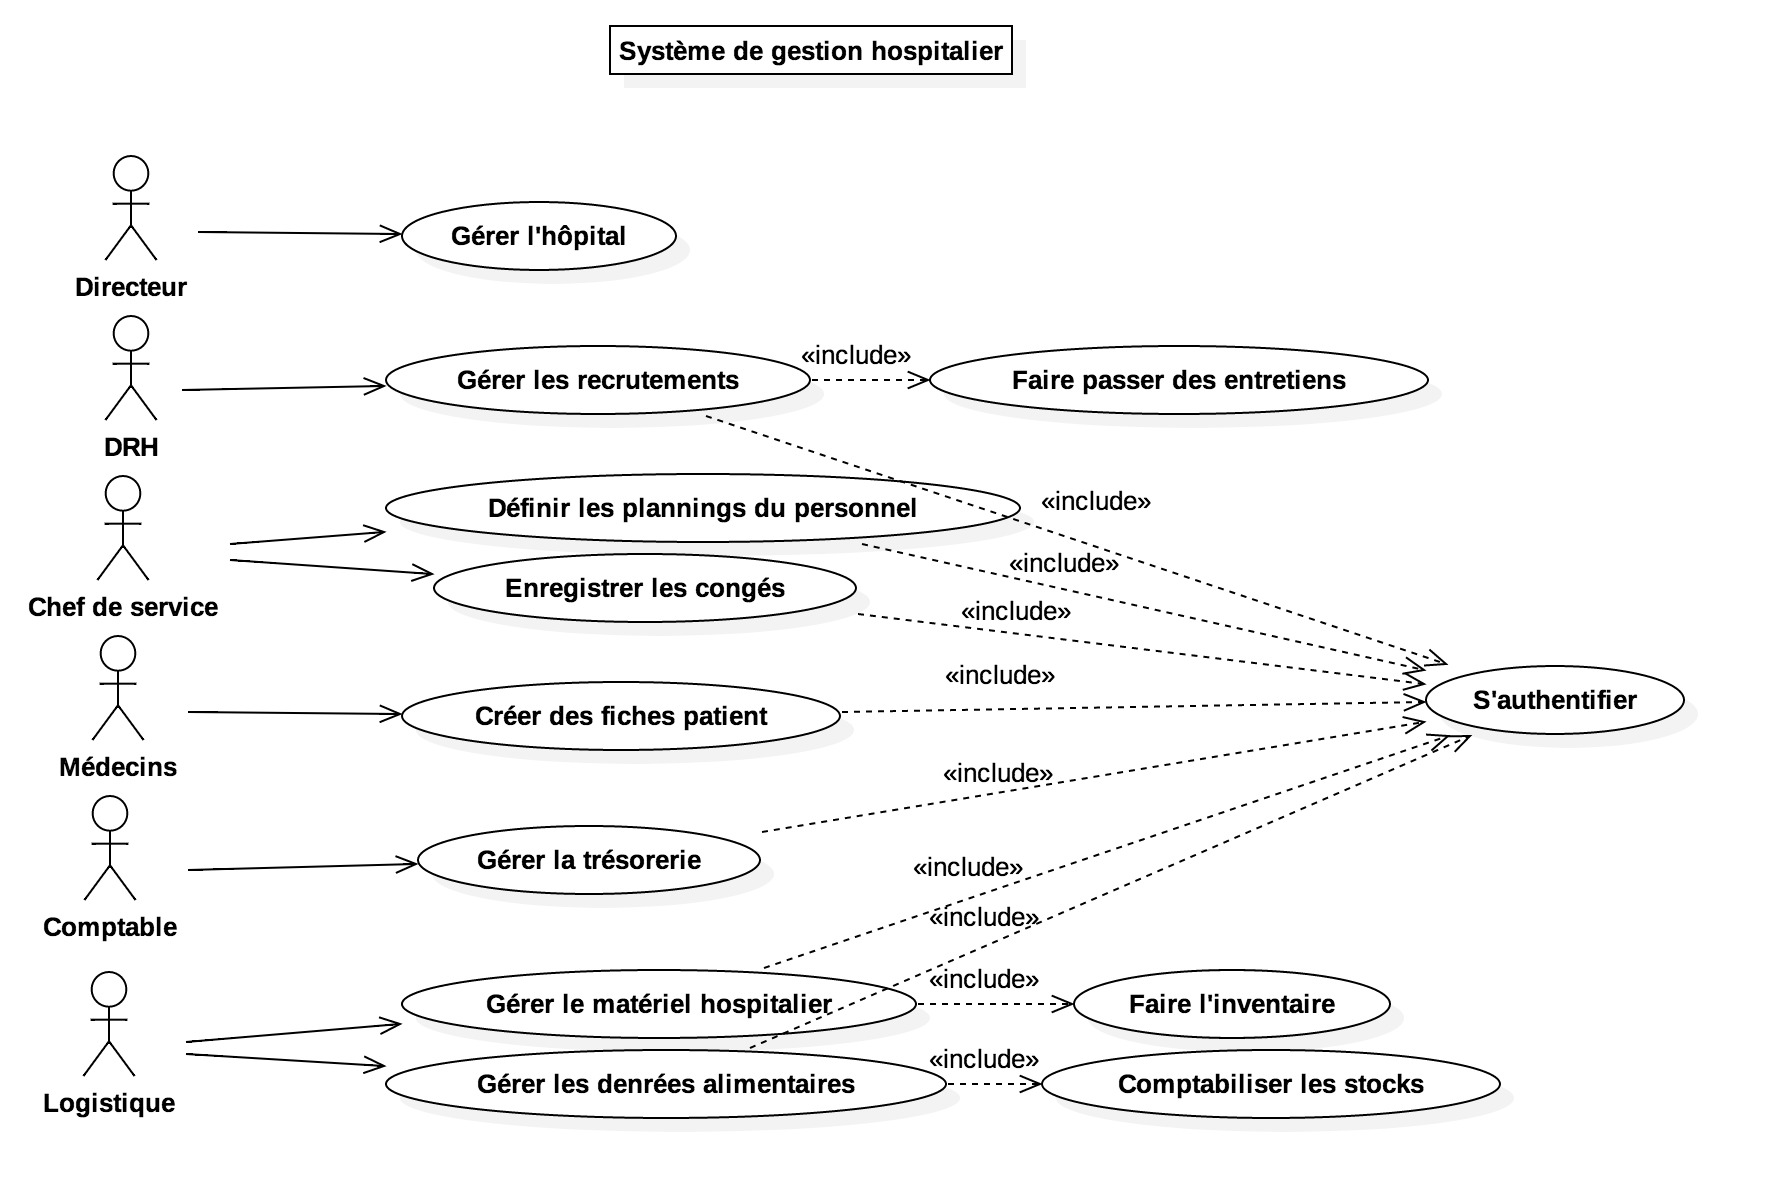 Système de gestion hospitalier
Directeur
Gérer l'hôpital
DRH
Gérer les recrutements
«include»
Faire passer des entretiens
Chef de service
Définir les plannings du personnel
«include»
«include»
Enregistrer les congés
«include»
Médecins
Créer des fiches patient
«include»
S'authentifier
Comptable
Gérer la trésorerie
«include»
Logistique
Gérer le matériel hospitalier
«include»
«include»
«include»
Faire l'inventaire
Gérer les denrées alimentaires
«include»
Comptabiliser les stocks